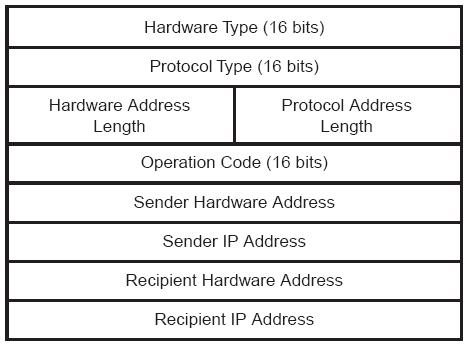 Hardware Type (16 bits)
Protocol Type (16 bits)
Hardware Address
Length
Protocol Address
Length
Operation Code (16 bits)
Sender Hardware Address
Sender IP Address
Recipient Hardware Address
Recipient IP Address